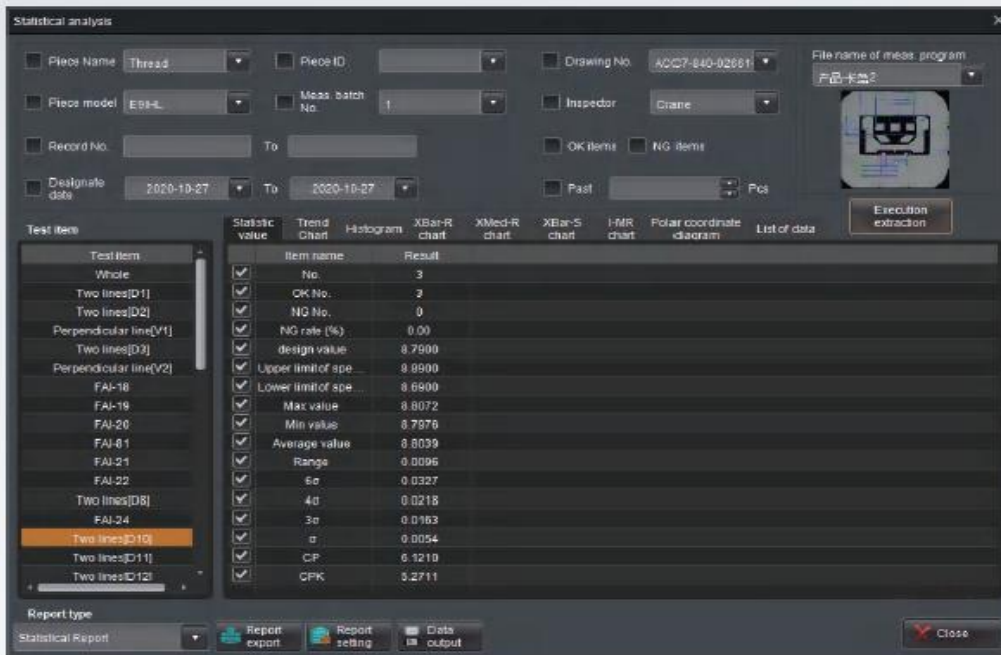 Statistical analysis
Piece Name Thread Piece ID Drawing No. File name of meas. program
产品卡盟2
Piece model Meas. batch No. 1 Inspector Crane
Record No. To OK items NG items
Designate date 2020-10-27 To 2020-10-27 Past Pcs
Execution extraction
Test item
Statistic value Trend Chart Histogram XBar-R chart XMed-R chart XBar-S chart I-MR chart Polar coordinate diagram List of data
Test item Item name Result
Whole No. 3
Two lines[D1] OK No. 3
Two lines[D2] NG No. 0
Perpendicular line[V1] NG rate (%) 0.00
Two lines[D3] design value 8.7900
Perpendicular line[V2] Upper limit of spe... 8.8900
FAI-18 Lower limit of spe... 8.6900
FAI-19 Max value 8.8072
FAI-20 Min value 8.7976
FAI-81 Average value 8.8039
FAI-21 Range 0.0096
FAI-22 6σ 0.0327
Two lines[D8] 4σ 0.0218
FAI-24 3σ 0.0163
Two lines[D10] σ 0.0054
Two lines[D11] CP 6.1210
Two lines[D12] CPK 5.2711
Report type
Statistical Report Report export Report setting Data output Close